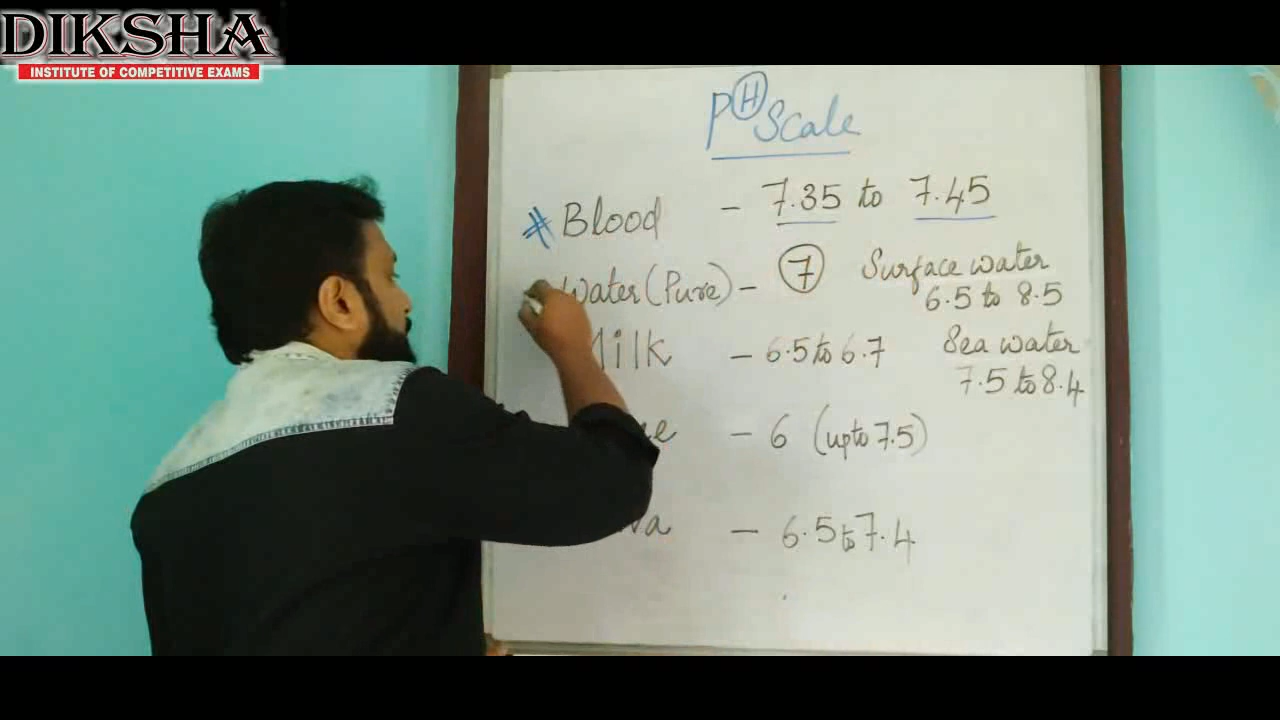 DIKSHA
INSTITUTE OF COMPETITIVE EXAMS
PH Scale
# Blood - 7.35 to 7.45
Water (Pure) - 7 Surface water
6.5 to 8.5
Milk - 6.5 to 6.7 Sea water
7.5 to 8.4
- 6 (upto 7.5)
- 6.5 to 7.4